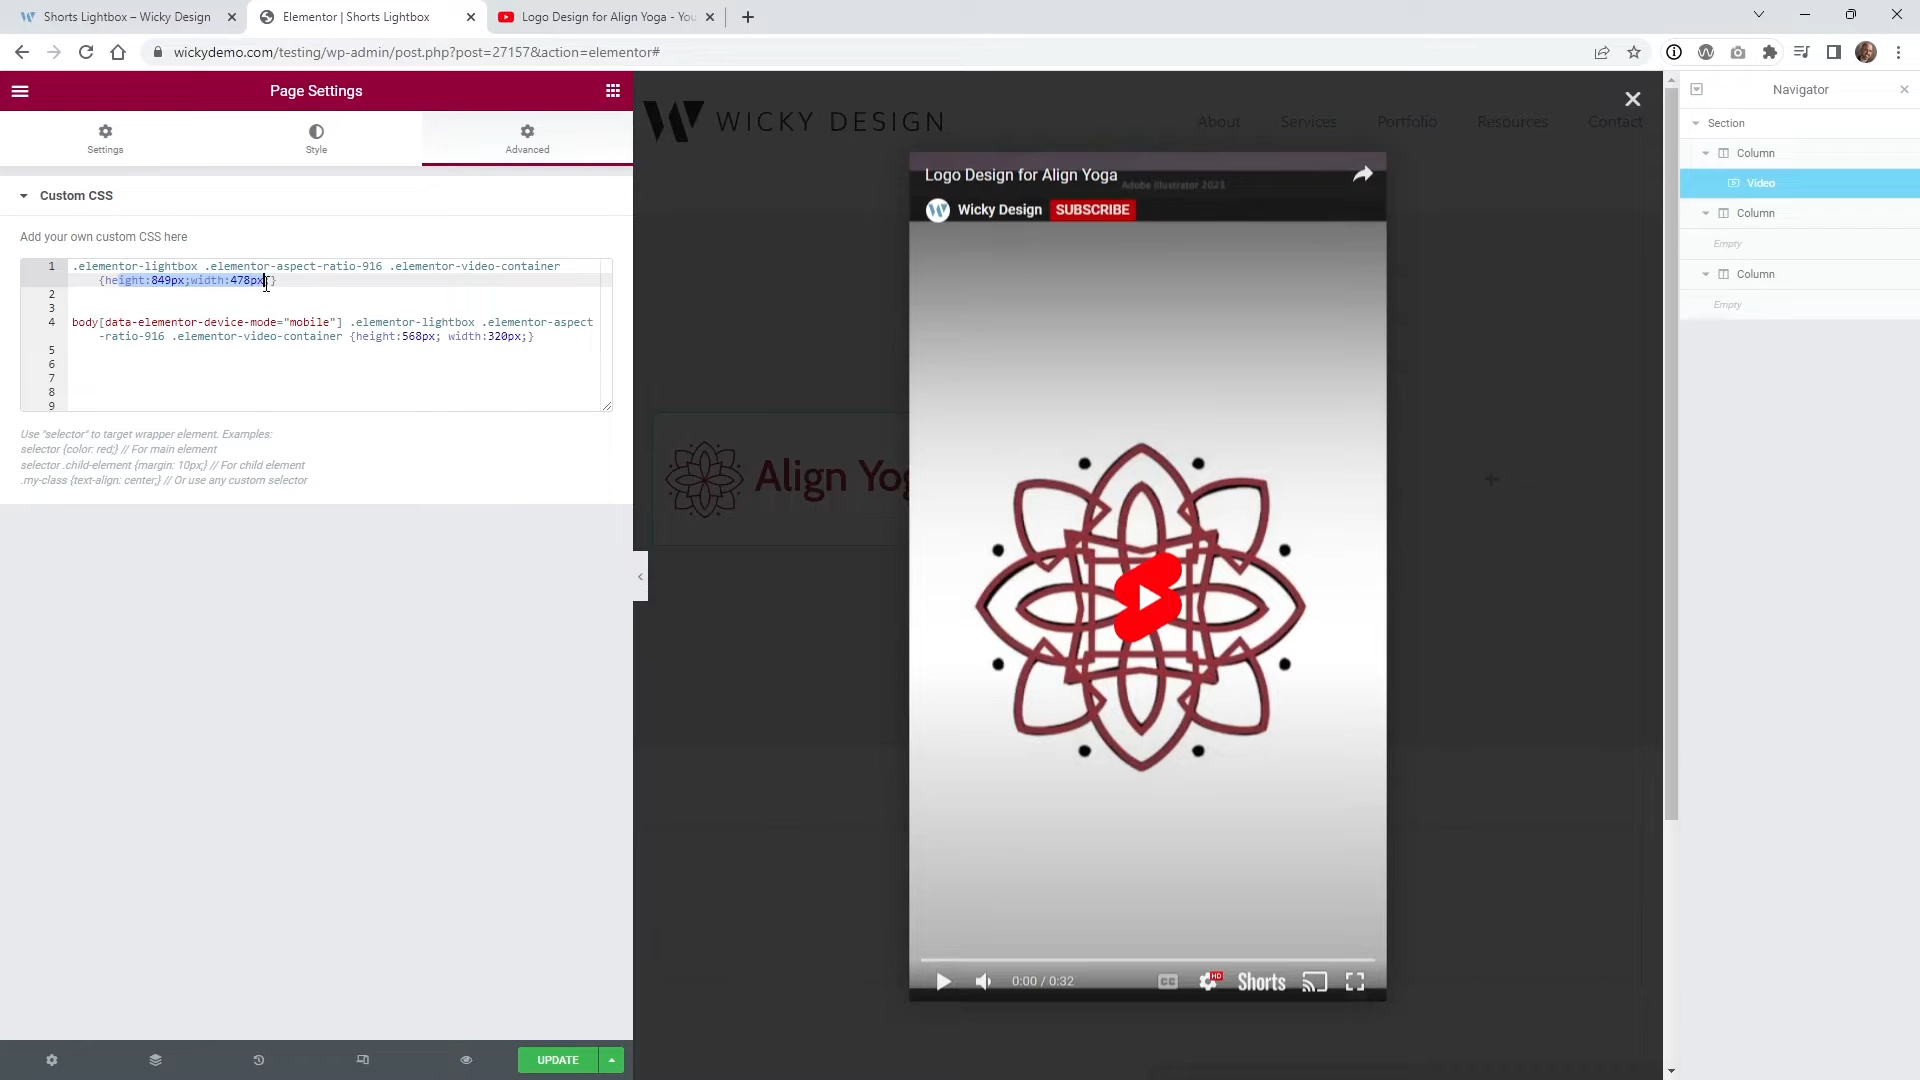 Shorts Lightbox – Wicky Design
Elementor | Shorts Lightbox
Logo Design for Align Yoga - You
wickydemo.com/testing/wp-admin/post.php?post=27157&action=elementor#
Page Settings
Settings
Style
Advanced
Custom CSS
Add your own custom CSS here
1
.elementor-lightbox .elementor-aspect-ratio-916 .elementor-video-container
{height:849px;width:478px;}
2
3
4
body[data-elementor-device-mode="mobile"] .elementor-lightbox .elementor-aspect
-ratio-916 .elementor-video-container {height:568px; width:320px;}
5
6
7
8
9
Use "selector" to target wrapper element. Examples:
selector {color: red;} // For main element
selector .child-element {margin: 10px;} // For child element
.my-class {text-align: center;} // Or use any custom selector
UPDATE
WICKY DESIGN
About
Services
Portfolio
Resources
Contact
Align Yog
Logo Design for Align Yoga
Adobe Illustrator 2021
Wicky Design
SUBSCRIBE
0:00 / 0:32
CC
HD
Shorts
Navigator
Section
Column
Video
Column
Empty
Column
Empty